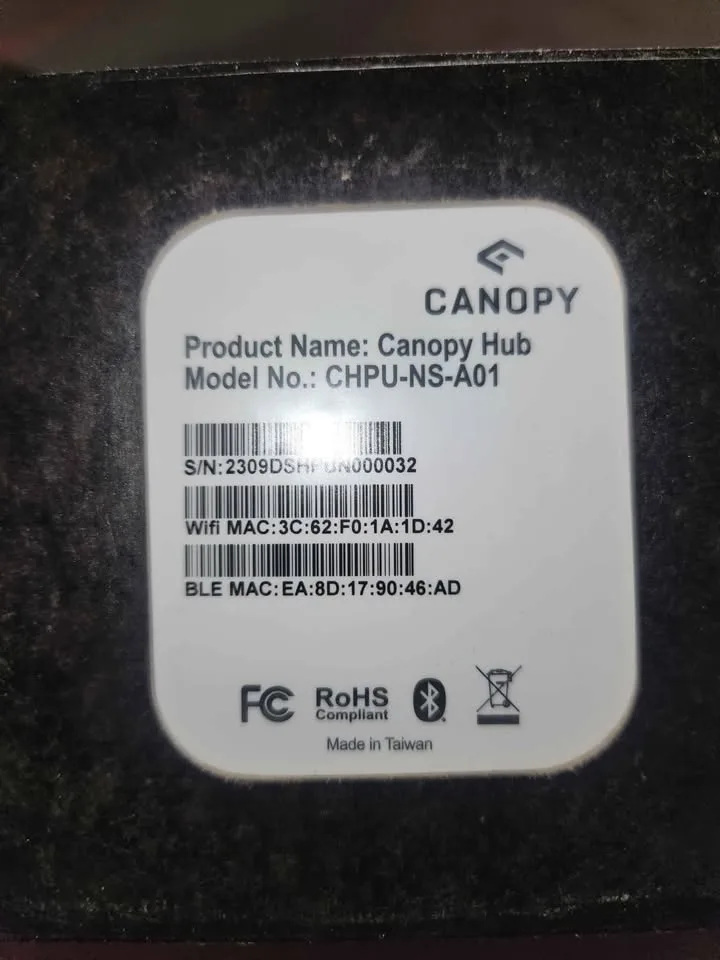 CANOPY
Product Name: Canopy Hub
Model No.: CHPU-NS-A01
S/N:
Wifi MAC:3C:62:F0:1A:1D:42
BLE MAC:EA:8D:17:90:46:AD
FC
RoHS
Compliant
Made in Taiwan